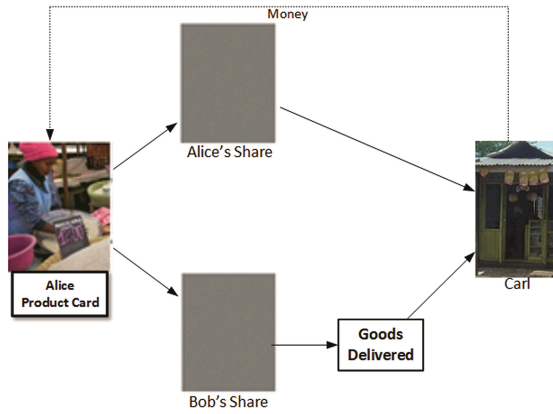 Money
Alice's Share
Alice
Product Card
Carl
Goods
Delivered
Bob's Share